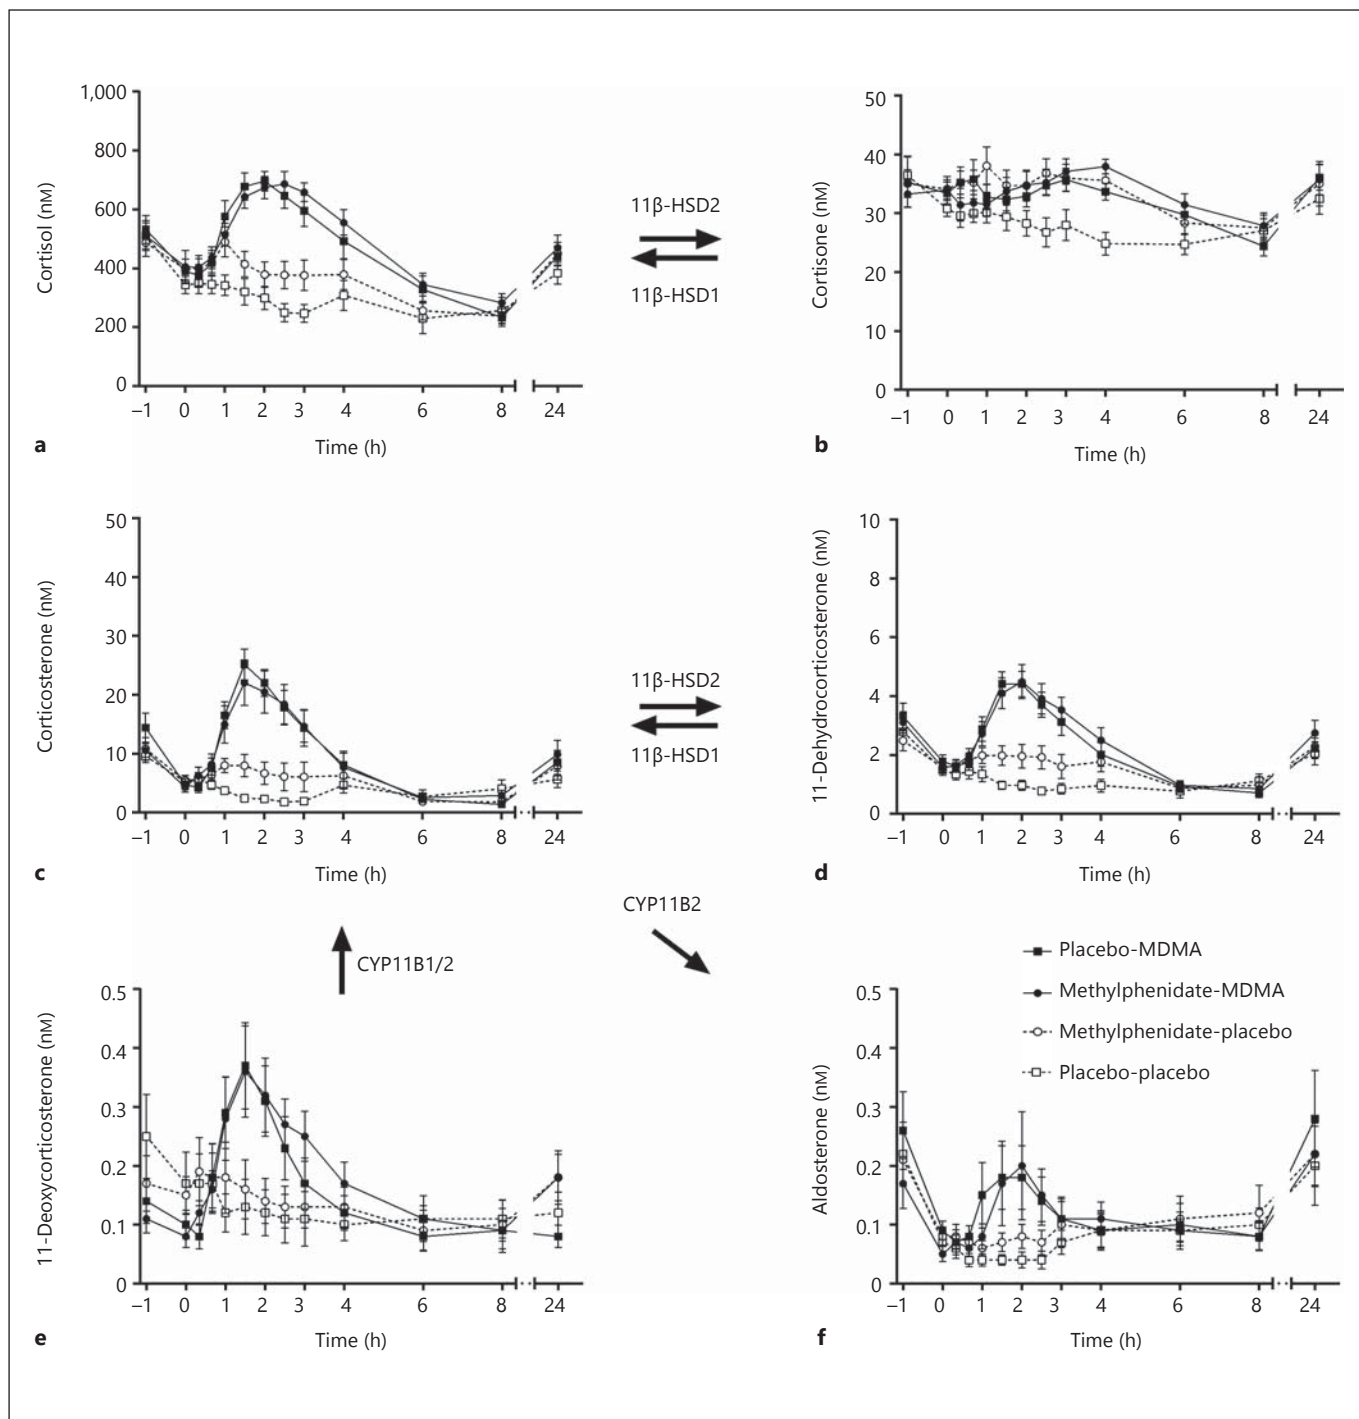 1,000
800
600
400
200
0
Cortisol (nM)
–1 0 1 2 3 4 6 8 24
Time (h)
a
11β-HSD2
11β-HSD1
50
40
30
20
10
0
Cortisone (nM)
–1 0 1 2 3 4 6 8 24
Time (h)
b
50
40
30
20
10
0
Corticosterone (nM)
–1 0 1 2 3 4 6 8 24
Time (h)
c
11β-HSD2
11β-HSD1
10
8
6
4
2
0
11-Dehydrocorticosterone (nM)
–1 0 1 2 3 4 6 8 24
Time (h)
d
CYP11B1/2
CYP11B2
0.5
0.4
0.3
0.2
0.1
0
11-Deoxycorticosterone (nM)
–1 0 1 2 3 4 6 8 24
Time (h)
e
Placebo-MDMA
Methylphenidate-MDMA
Methylphenidate-placebo
Placebo-placebo
0.5
0.4
0.3
0.2
0.1
0
Aldosterone (nM)
–1 0 1 2 3 4 6 8 24
Time (h)
f